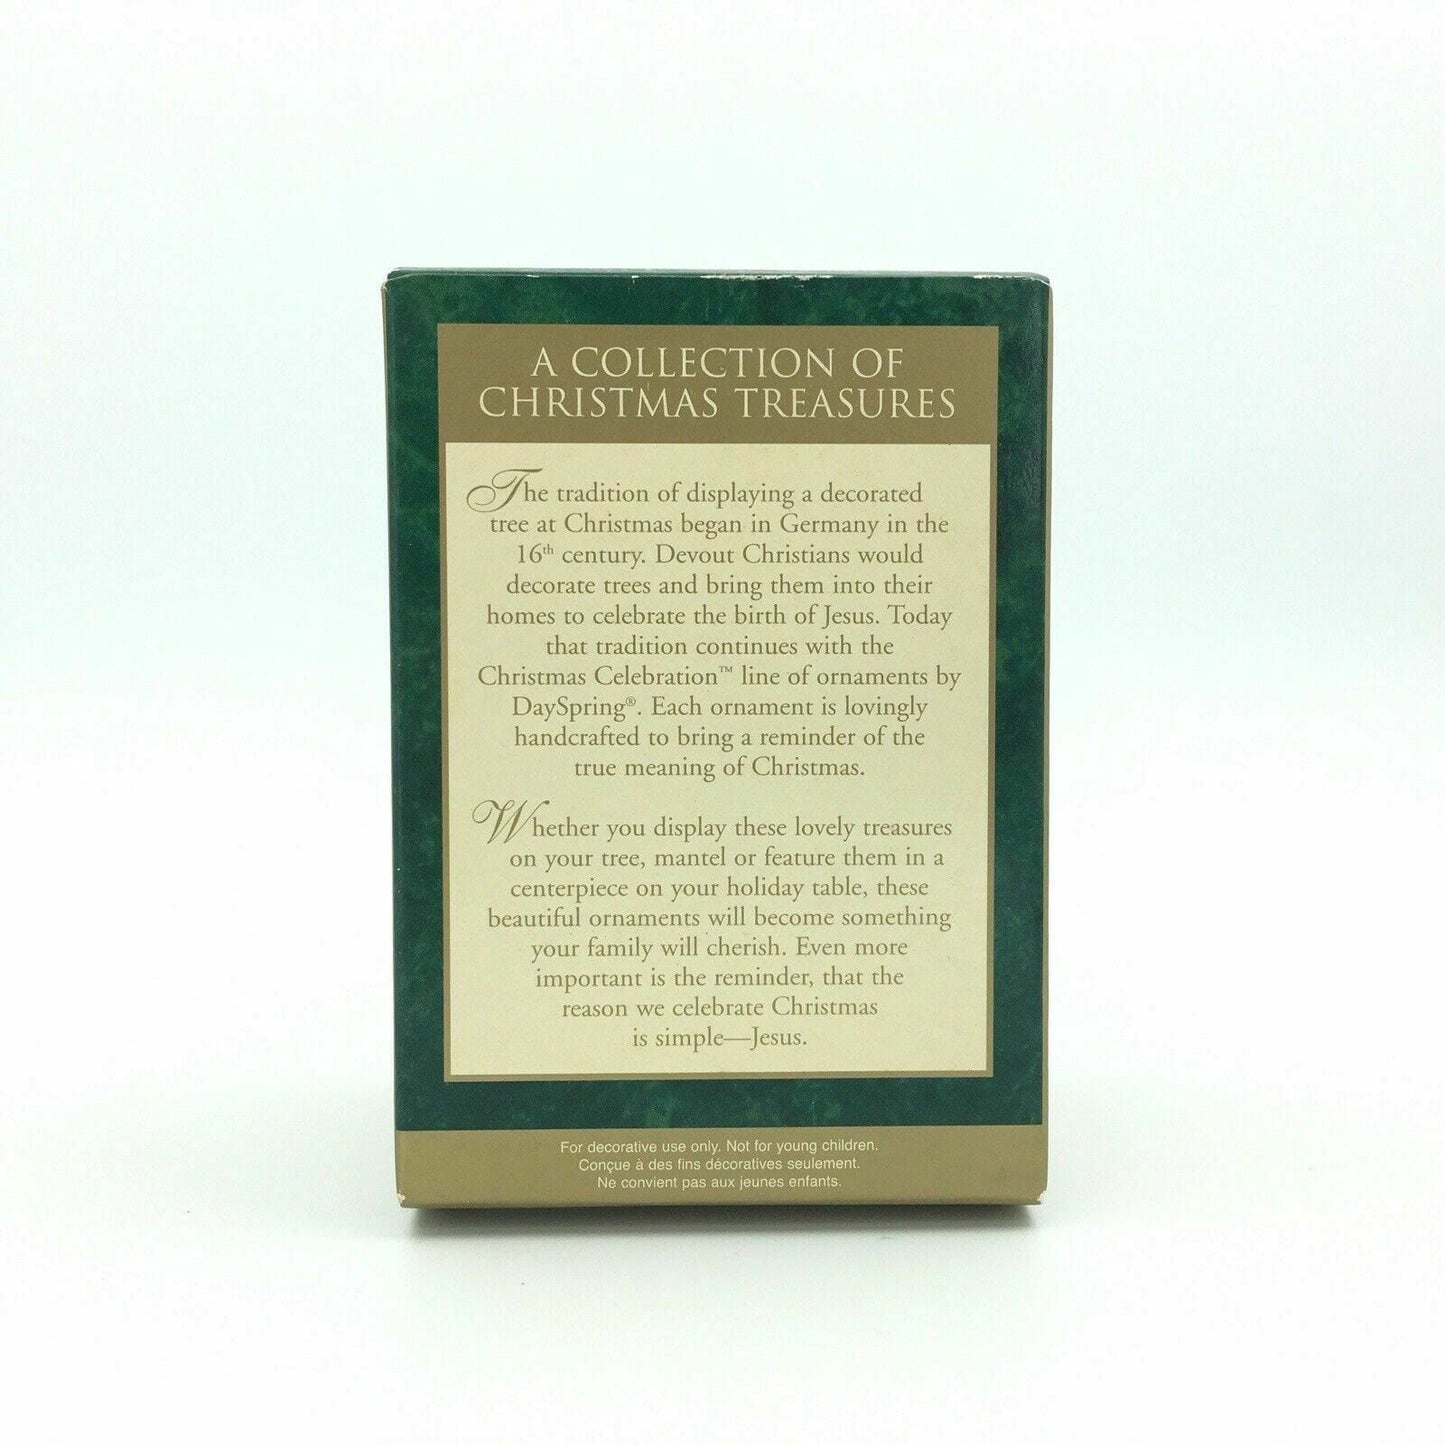 A COLLECTION OF
CHRISTMAS TREASURES
The tradition of displaying a decorated
tree at Christmas began in Germany in the
16th century. Devout Christians would
decorate trees and bring them into their
homes to celebrate the birth of Jesus. Today
that tradition continues with the
Christmas Celebration™ line of ornaments by
DaySpring®. Each ornament is lovingly
handcrafted to bring a reminder of the
true meaning of Christmas.
Whether you display these lovely treasures
on your tree, mantel or feature them in a
centerpiece on your holiday table, these
beautiful ornaments will become something
your family will cherish. Even more
important is the reminder, that the
reason we celebrate Christmas
is simple—Jesus.
For decorative use only. Not for young children.
Conçue à des fins décoratives seulement.
Ne convient pas aux jeunes enfants.